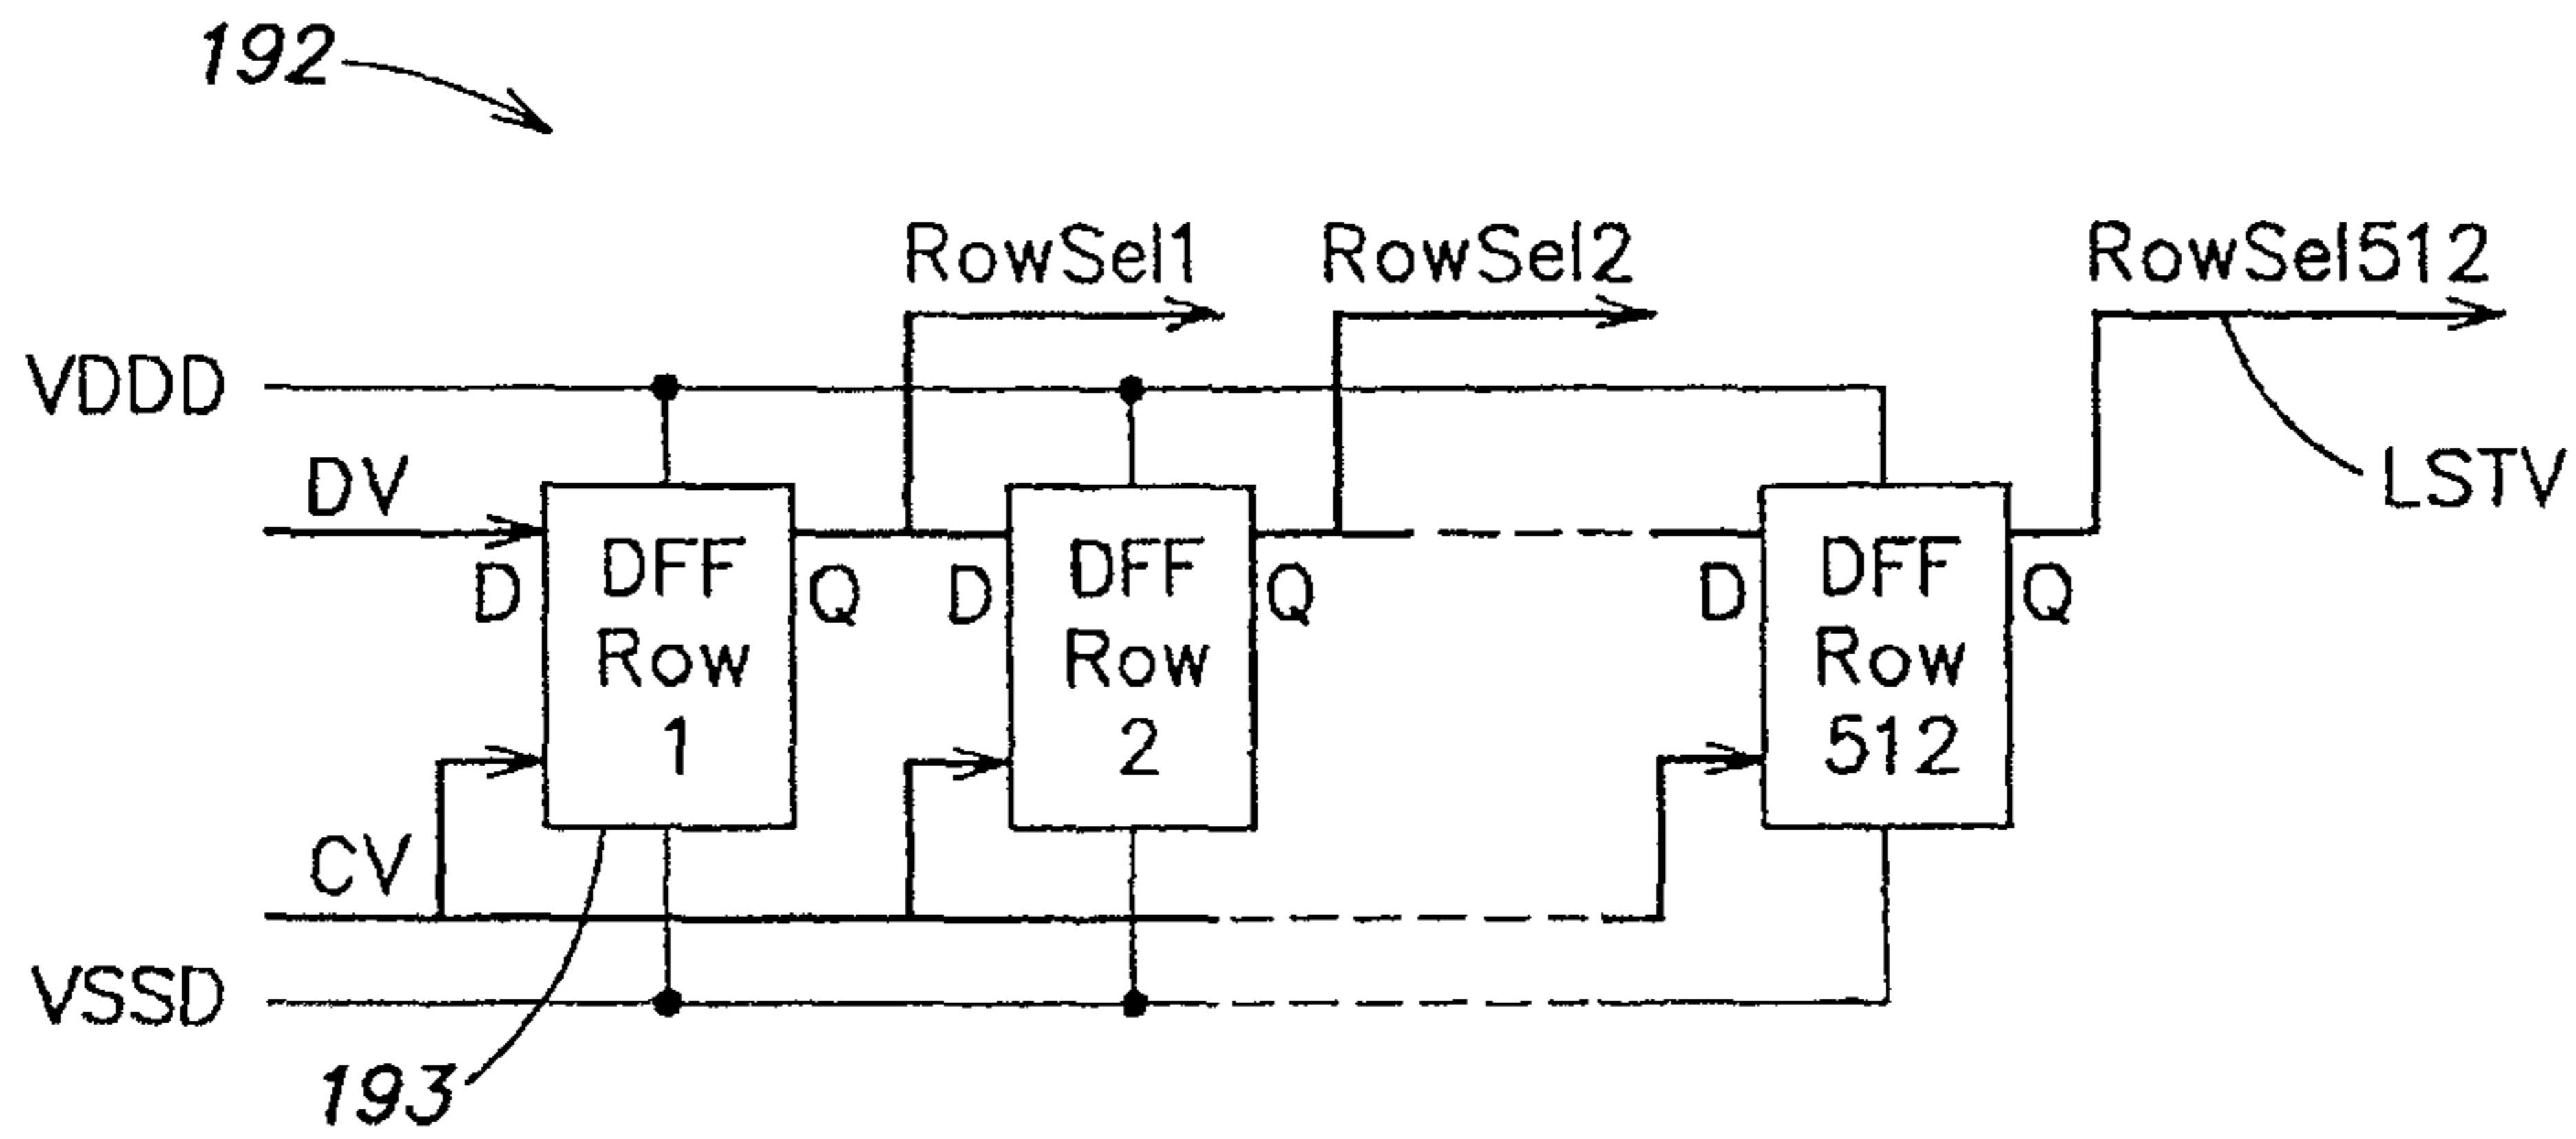 192
RowSel1
RowSel2
RowSel512
VDDD
DV
LSTV
D
DFF
Row
1
Q
D
DFF
Row
2
Q
D
DFF
Row
512
Q
CV
VSSD
193